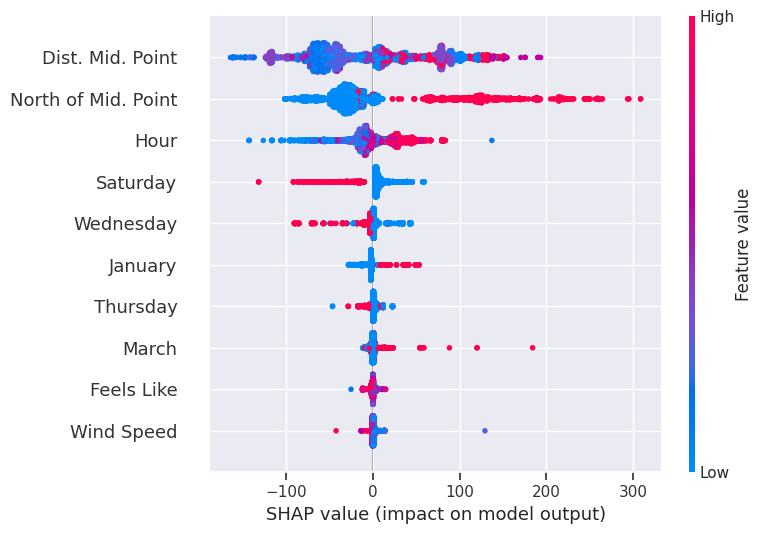 High
Dist. Mid. Point
North of Mid. Point
Hour
Saturday
Wednesday
January
Thursday
March
Feels Like
Wind Speed
Feature value
Low
−100 0 100 200 300
SHAP value (impact on model output)